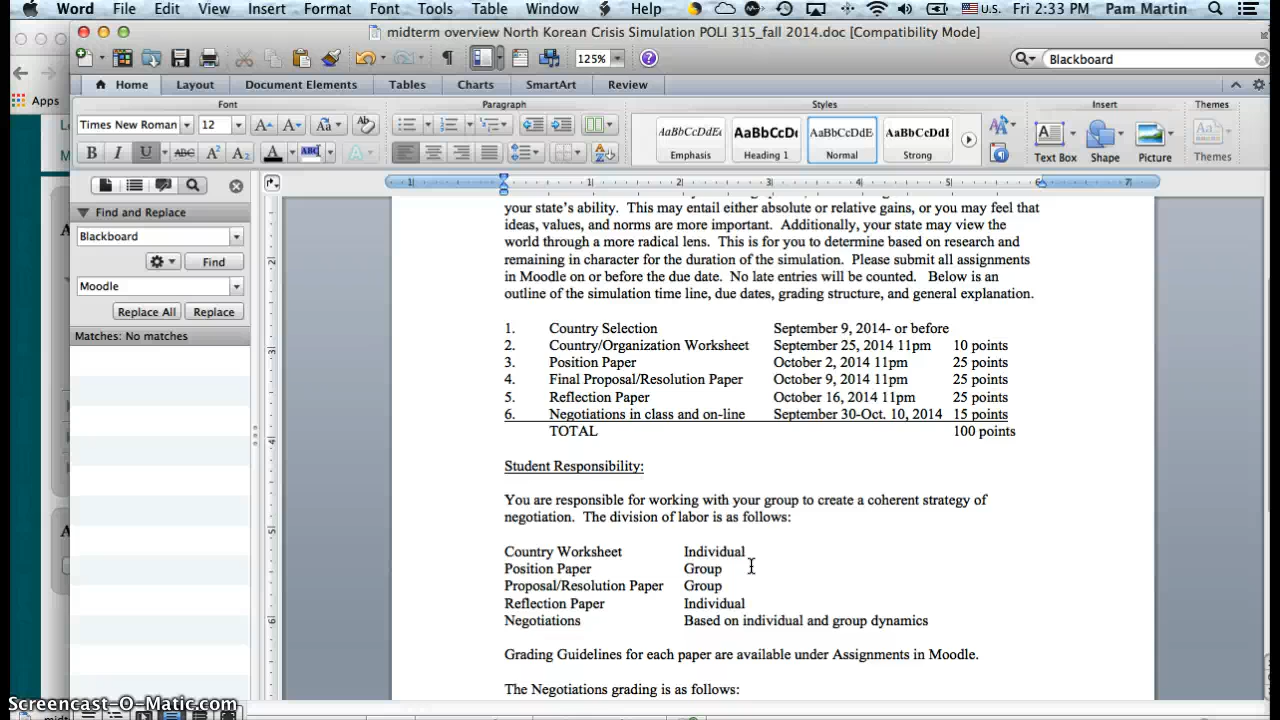 Word File Edit View Insert Format Font Tools Table Window Help U.S. Fri 2:33 PM Pam Martin
midterm overview North Korean Crisis Simulation POLI 315_fall 2014.doc [Compatibility Mode]
125% Blackboard
Apps
Home Layout Document Elements Tables Charts SmartArt Review
Font Paragraph Styles Insert Themes
Times New Roman 12
AaBbCcDdEe AaBbCcDc AaBbCcDdE AaBbCcDdI
Emphasis Heading 1 Normal Strong Text Box Shape Picture Themes
B I U ABC A² A₂ A ABC A
Find and Replace
Blackboard
Find
Moodle
Replace All Replace
Matches: No matches
your state's ability. This may entail either absolute or relative gains, or you may feel that
ideas, values, and norms are more important. Additionally, your state may view the
world through a more radical lens. This is for you to determine based on research and
remaining in character for the duration of the simulation. Please submit all assignments
in Moodle on or before the due date. No late entries will be counted. Below is an
outline of the simulation time line, due dates, grading structure, and general explanation.
1. Country Selection September 9, 2014- or before
2. Country/Organization Worksheet September 25, 2014 11pm 10 points
3. Position Paper October 2, 2014 11pm 25 points
4. Final Proposal/Resolution Paper October 9, 2014 11pm 25 points
5. Reflection Paper October 16, 2014 11pm 25 points
6. Negotiations in class and on-line September 30-Oct. 10, 2014 15 points
TOTAL 100 points
Student Responsibility:
You are responsible for working with your group to create a coherent strategy of
negotiation. The division of labor is as follows:
Country Worksheet Individual
Position Paper Group
Proposal/Resolution Paper Group
Reflection Paper Individual
Negotiations Based on individual and group dynamics
Grading Guidelines for each paper are available under Assignments in Moodle.
The Negotiations grading is as follows:
Screencast-O-Matic.com